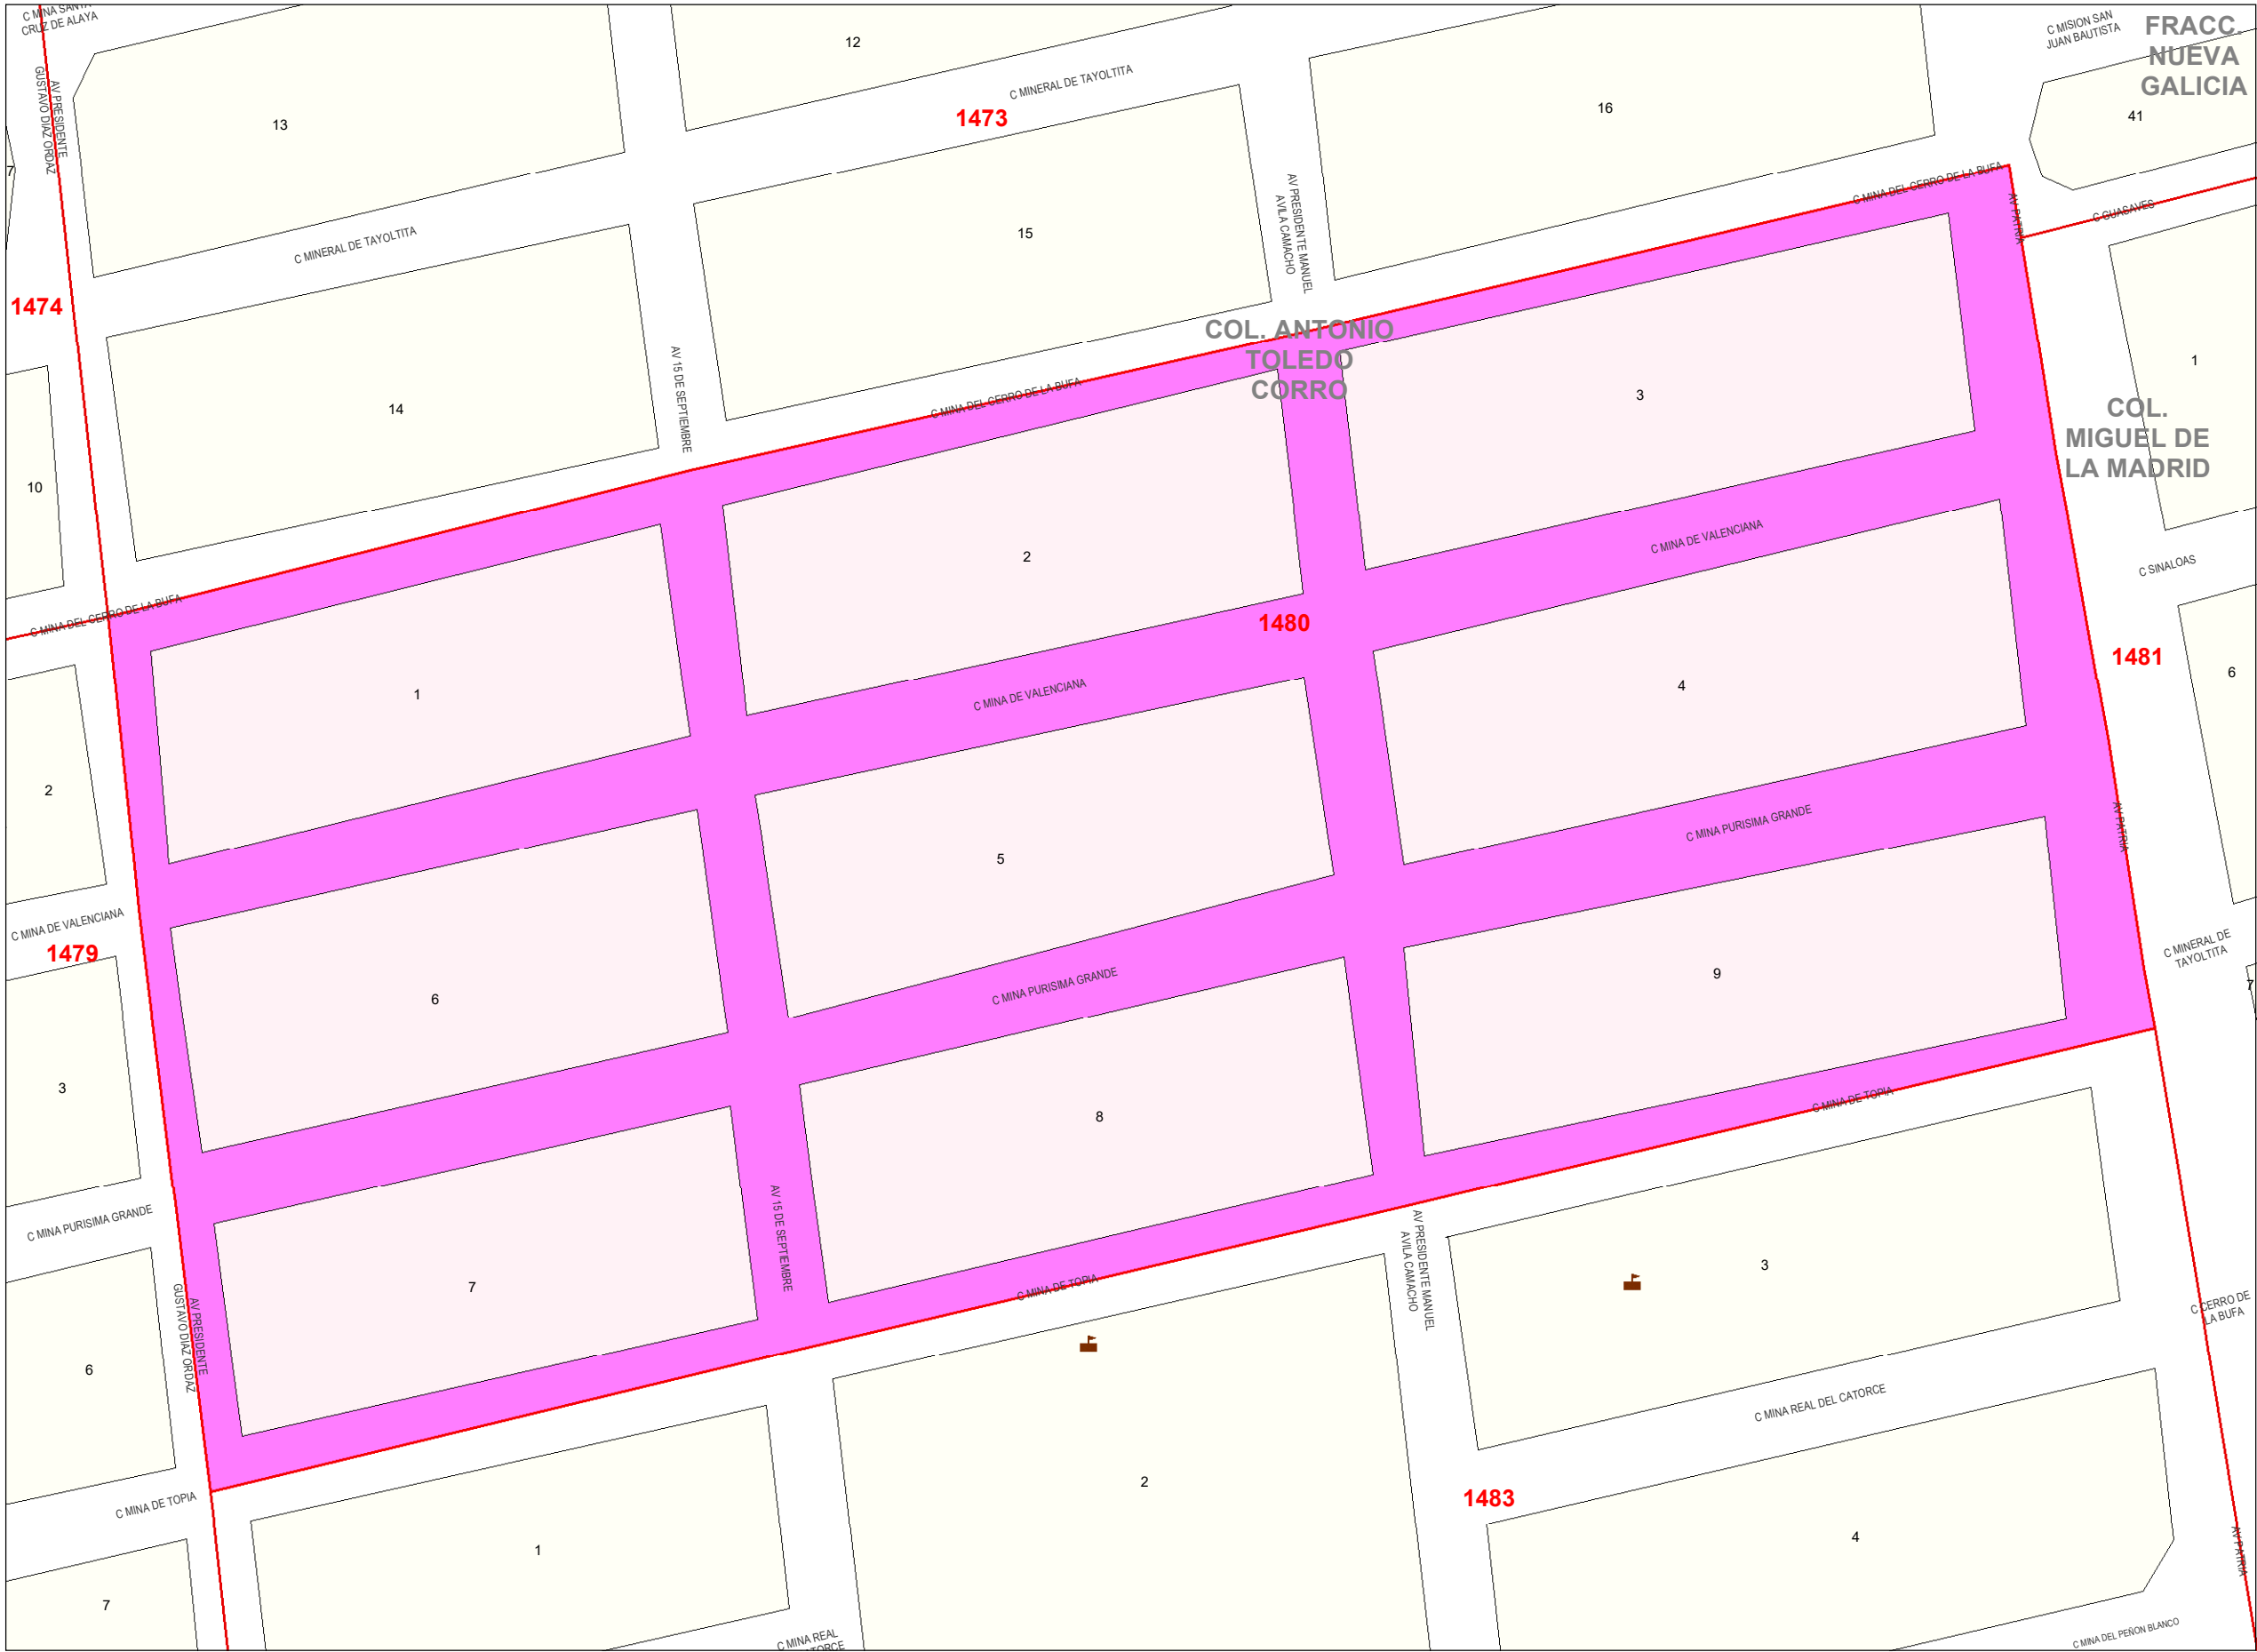 C MINA SANTA
CRUZ DE ALAYA
12
C MISION SAN
JUAN BAUTISTA
FRACC.
NUEVA
GALICIA
AV PRESIDENTE
GUSTAVO DIAZ ORDAZ
C MINERAL DE TAYOLTITA
1473
13
16
41
7
C MINA DEL CERRO DE LA BUFA
AV PATRIA
C GUASAVES
C MINERAL DE TAYOLTITA
15
AV PRESIDENTE MANUEL
AVILA CAMACHO
1474
COL. ANTONIO
TOLEDO
CORRO
1
14
AV 15 DE SEPTIEMBRE
C MINA DEL CERRO DE LA BUFA
3
COL.
MIGUEL DE
LA MADRID
10
2
C MINA DE VALENCIANA
C SINALOAS
C MINA DEL CERRO DE LA BUFA
1480
1481
1
C MINA DE VALENCIANA
4
6
2
5
C MINA PURISIMA GRANDE
AV PATRIA
C MINA DE VALENCIANA
1479
C MINERAL DE
TAYOLTITA
6
C MINA PURISIMA GRANDE
9
7
3
8
C MINA DE TOPIA
C MINA PURISIMA GRANDE
AV 15 DE SEPTIEMBRE
AV PRESIDENTE MANUEL
AVILA CAMACHO
7
C MINA DE TOPIA
3
C CERRO DE
LA BUFA
AV PRESIDENTE
GUSTAVO DIAZ ORDAZ
6
C MINA REAL DEL CATORCE
C MINA DE TOPIA
2
1483
1
4
AV PATRIA
7
C MINA REAL
C MINA DEL PEÑON BLANCO